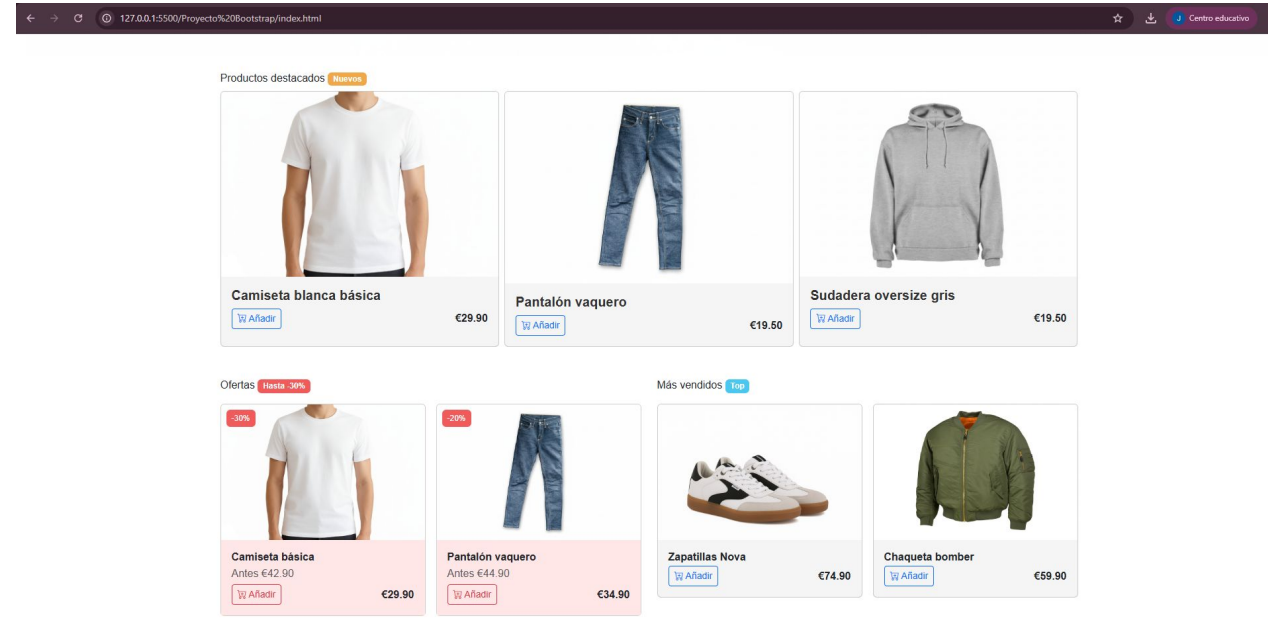 127.0.0.1:5500/Proyecto%20Bootstrap/index.html
J Centro educativo
Productos destacados Nuevos
Camiseta blanca básica
Añadir €29.90
Pantalón vaquero
Añadir €19.50
Sudadera oversize gris
Añadir €19.50
Ofertas Hasta -30%
-30%
Camiseta básica
Antes €42.90
Añadir €29.90
-20%
Pantalón vaquero
Antes €44.90
Añadir €34.90
Más vendidos Top
Zapatillas Nova
Añadir €74.90
Chaqueta bomber
Añadir €59.90